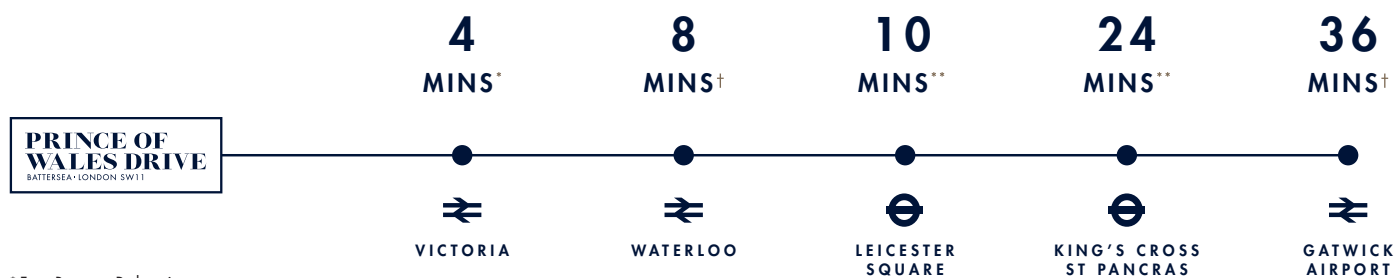 4 8 10 24 36
MINS* MINS† MINS** MINS** MINS†
PRINCE OF
WALES DRIVE
BATTERSEA · LONDON SW11
VICTORIA WATERLOO LEICESTER KING’S CROSS GATWICK
SQUARE ST PANCRAS AIRPORT